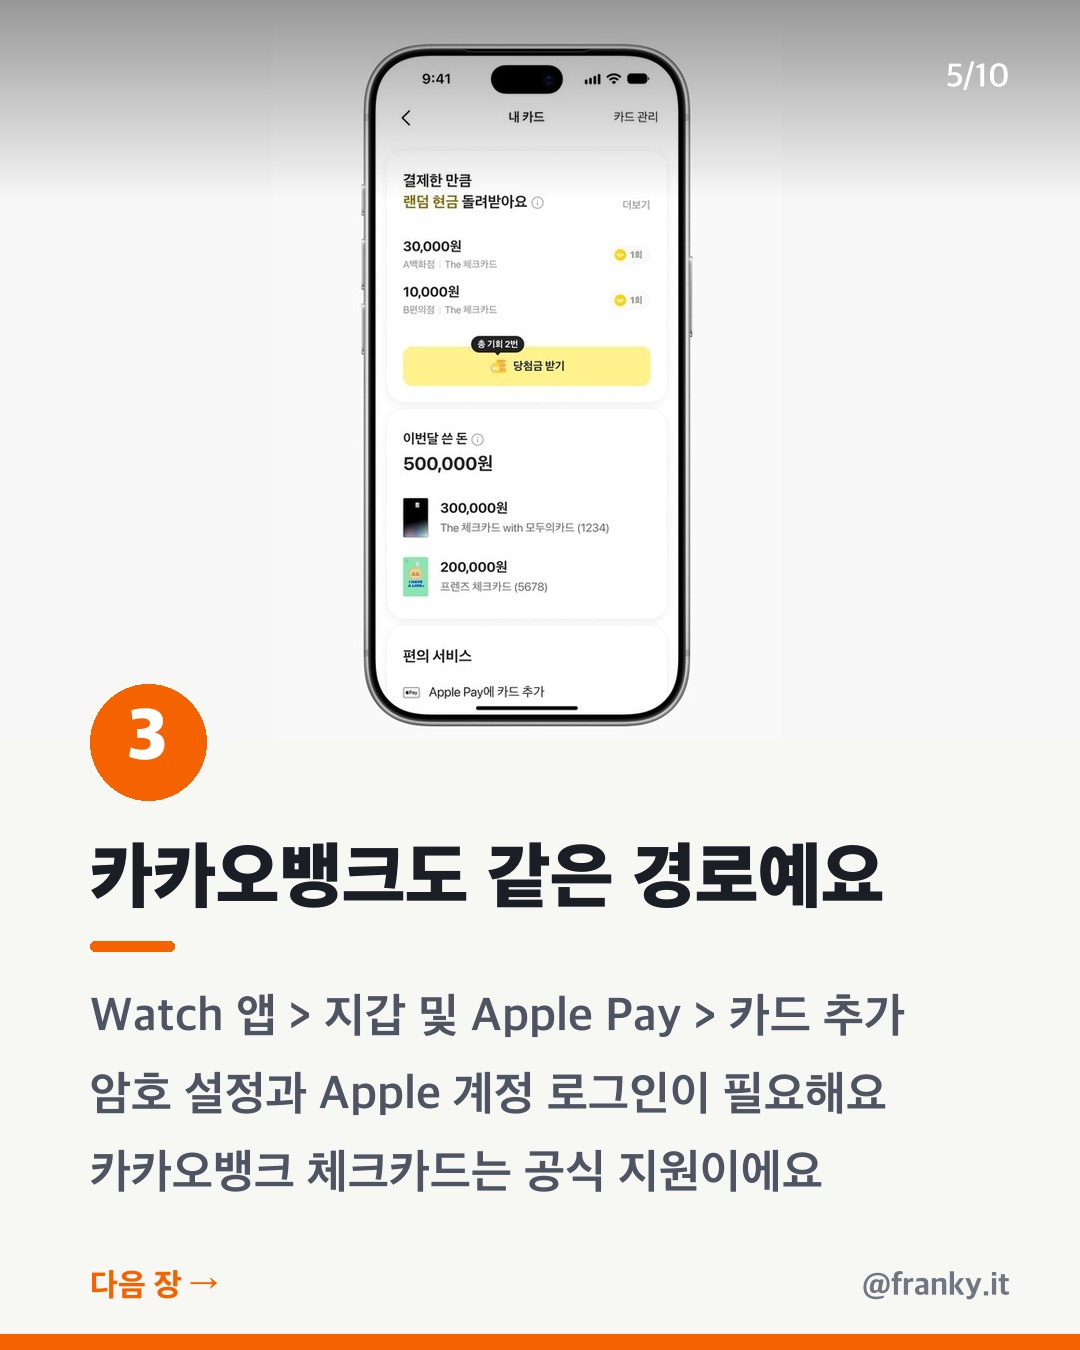 5/10
9:41
내 카드
카드 관리
결제한 만큼
랜덤 현금 돌려받아요
더보기
30,000원
1회
A백화점 | The 체크카드
10,000원
1회
B편의점 | The 체크카드
총 기회 2번
당첨금 받기
이번달 쓴 돈
500,000원
300,000원
The 체크카드 with 모두의카드 (1234)
200,000원
프렌즈 체크카드 (5678)
편의 서비스
Apple Pay에 카드 추가
3
카카오뱅크도 같은 경로예요
Watch 앱 > 지갑 및 Apple Pay > 카드 추가
암호 설정과 Apple 계정 로그인이 필요해요
카카오뱅크 체크카드는 공식 지원이에요
다음 장 →
@franky.it